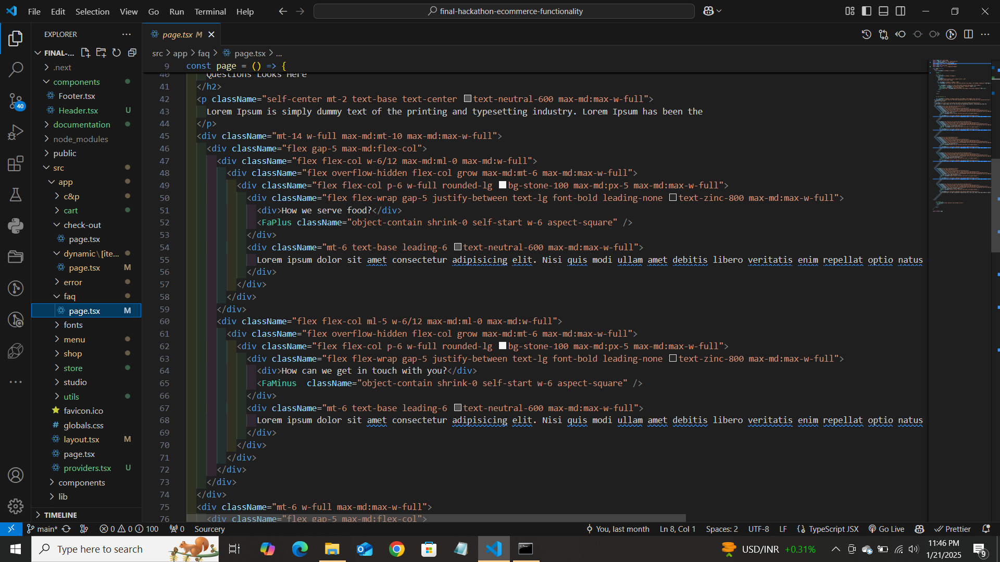 File Edit Selection View Go Run Terminal Help
final-hackathon-ecommerce-functionality
EXPLORER
page.tsx M
FINAL-...
src > app > faq > page.tsx > ...
.next
components
Footer.tsx
Header.tsx U
documentation
node_modules
public
src
app
c&p
cart
check-out
page.tsx
dynamic\[ite...
page.tsx M
error
faq
page.tsx M
fonts
menu
shop
store
studio
utils
favicon.ico
globals.css
layout.tsx M
page.tsx
providers.tsx U
components
lib
TIMELINE
40
9 const page = () => {
40 Questions Looks Here
41 </h2>
42 <p className="self-center mt-2 text-base text-center text-neutral-600 max-md:max-w-full">
43 Lorem Ipsum is simply dummy text of the printing and typesetting industry. Lorem Ipsum has been the
44 </p>
45 <div className="mt-14 w-full max-md:mt-10 max-md:max-w-full">
46 <div className="flex gap-5 max-md:flex-col">
47 <div className="flex flex-col w-6/12 max-md:ml-0 max-md:w-full">
48 <div className="flex overflow-hidden flex-col grow max-md:mt-6 max-md:max-w-full">
49 <div className="flex flex-col p-6 w-full rounded-lg bg-stone-100 max-md:px-5 max-md:max-w-full">
50 <div className="flex flex-wrap gap-5 justify-between text-lg font-bold leading-none text-zinc-800 max-md:max-w-full">
51 <div>How we serve food?</div>
52 <FaPlus className="object-contain shrink-0 self-start w-6 aspect-square" />
53 </div>
54 <div className="mt-6 text-base leading-6 text-neutral-600 max-md:max-w-full">
55 Lorem ipsum dolor sit amet consectetur adipisicing elit. Nisi quis modi ullam amet debitis libero veritatis enim repellat optio natus
56 </div>
57 </div>
58 </div>
59 </div>
60 <div className="flex flex-col ml-5 w-6/12 max-md:ml-0 max-md:w-full">
61 <div className="flex overflow-hidden flex-col grow max-md:mt-6 max-md:max-w-full">
62 <div className="flex flex-col p-6 w-full rounded-lg bg-stone-100 max-md:px-5 max-md:max-w-full">
63 <div className="flex flex-wrap gap-5 justify-between text-lg font-bold leading-none text-zinc-800 max-md:max-w-full">
64 <div>How can we get in touch with you?</div>
65 <FaMinus  className="object-contain shrink-0 self-start w-6 aspect-square" />
66 </div>
67 <div className="mt-6 text-base leading-6 text-neutral-600 max-md:max-w-full">
68 Lorem ipsum dolor sit amet consectetur adipisicing elit. Nisi quis modi ullam amet debitis libero veritatis enim repellat optio natus
69 </div>
70 </div>
71 </div>
72 </div>
73 </div>
74 </div>
75 <div className="mt-6 w-full max-md:max-w-full">
76 <div className="flex gap-5 max-md:flex-col">
main* 0 0 100 0 Sourcery You, last month Ln 8, Col 1 Spaces: 2 UTF-8 LF TypeScript JSX Go Live Prettier
Type here to search
USD/INR +0.31%
11:46 PM
1/21/2025
9